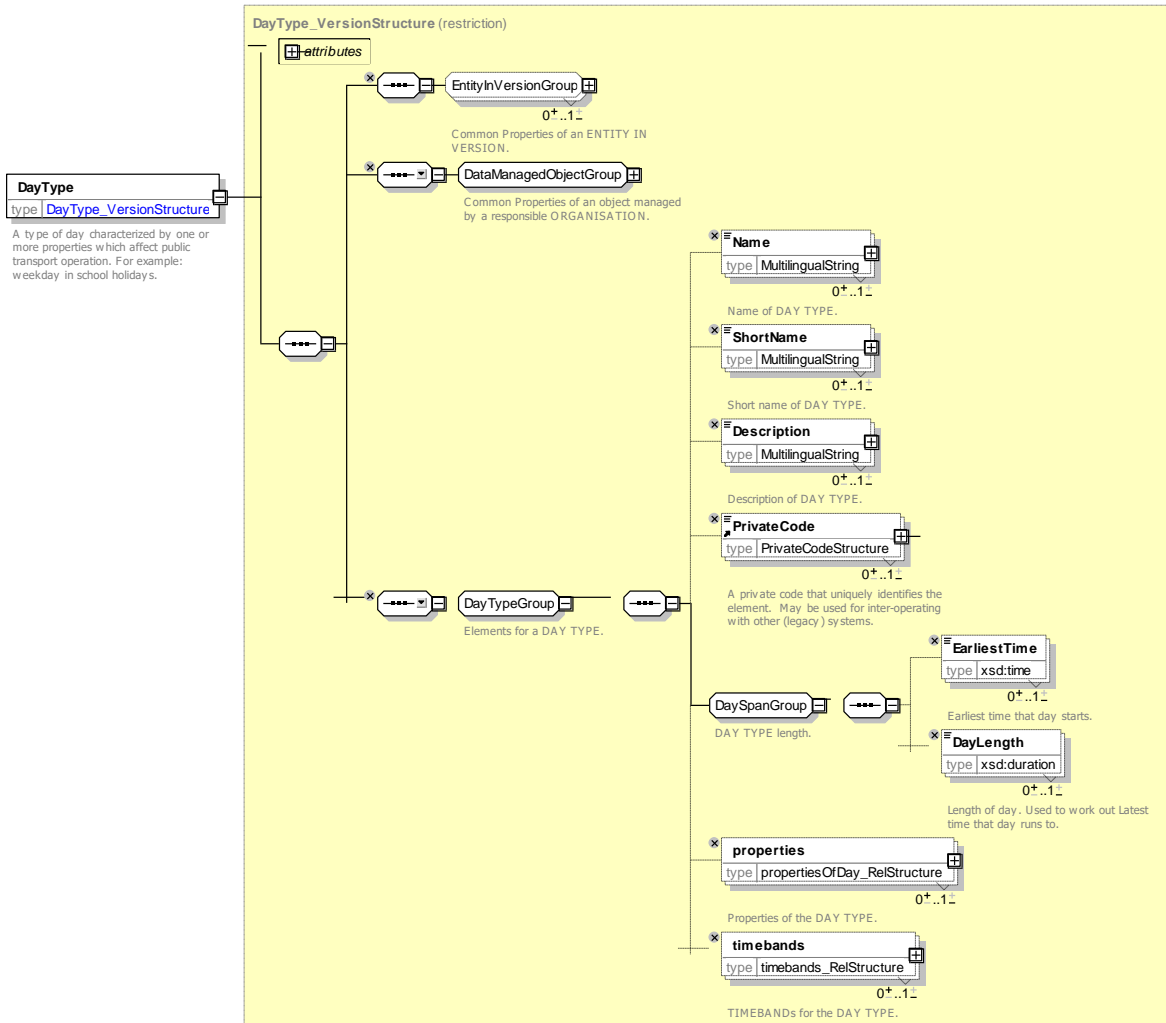 DayType_VersionStructure (restriction)
attributes
EntityInVersionGroup
0..1
Common Properties of an ENTITY IN
VERSION.
DataManagedObjectGroup
Common Properties of an object managed
by a responsible ORGANISATION.
DayType
type DayType_VersionStructure
A type of day characterized by one or
more properties which affect public
transport operation. For example:
weekday in school holidays.
Name
type MultilingualString
0..1
Name of DAY TYPE.
ShortName
type MultilingualString
0..1
Short name of DAY TYPE.
Description
type MultilingualString
0..1
Description of DAY TYPE.
PrivateCode
type PrivateCodeStructure
0..1
A private code that uniquely identifies the
element. May be used for inter-operating
with other (legacy) systems.
DayTypeGroup
Elements for a DAY TYPE.
EarliestTime
type xsd:time
0..1
Earliest time that day starts.
DaySpanGroup
DAY TYPE length.
DayLength
type xsd:duration
0..1
Length of day. Used to work out Latest
time that day runs to.
properties
type propertiesOfDay_RelStructure
0..1
Properties of the DAY TYPE.
timebands
type timebands_RelStructure
0..1
TIMEBANDs for the DAY TYPE.